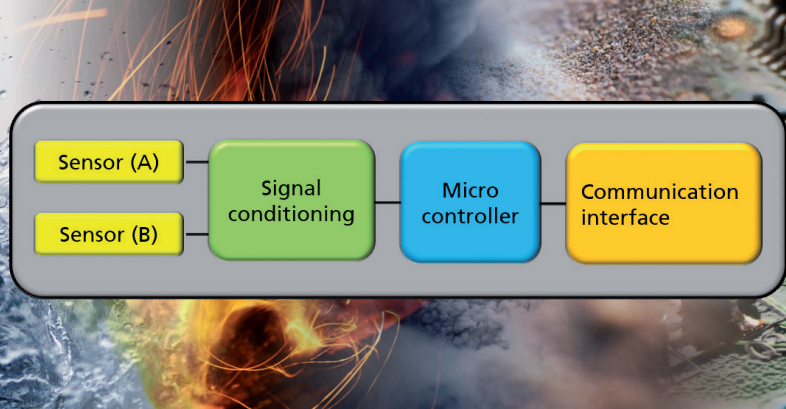 Sensor (A)
Sensor (B)
Signal
conditioning
Micro
controller
Communication
interface